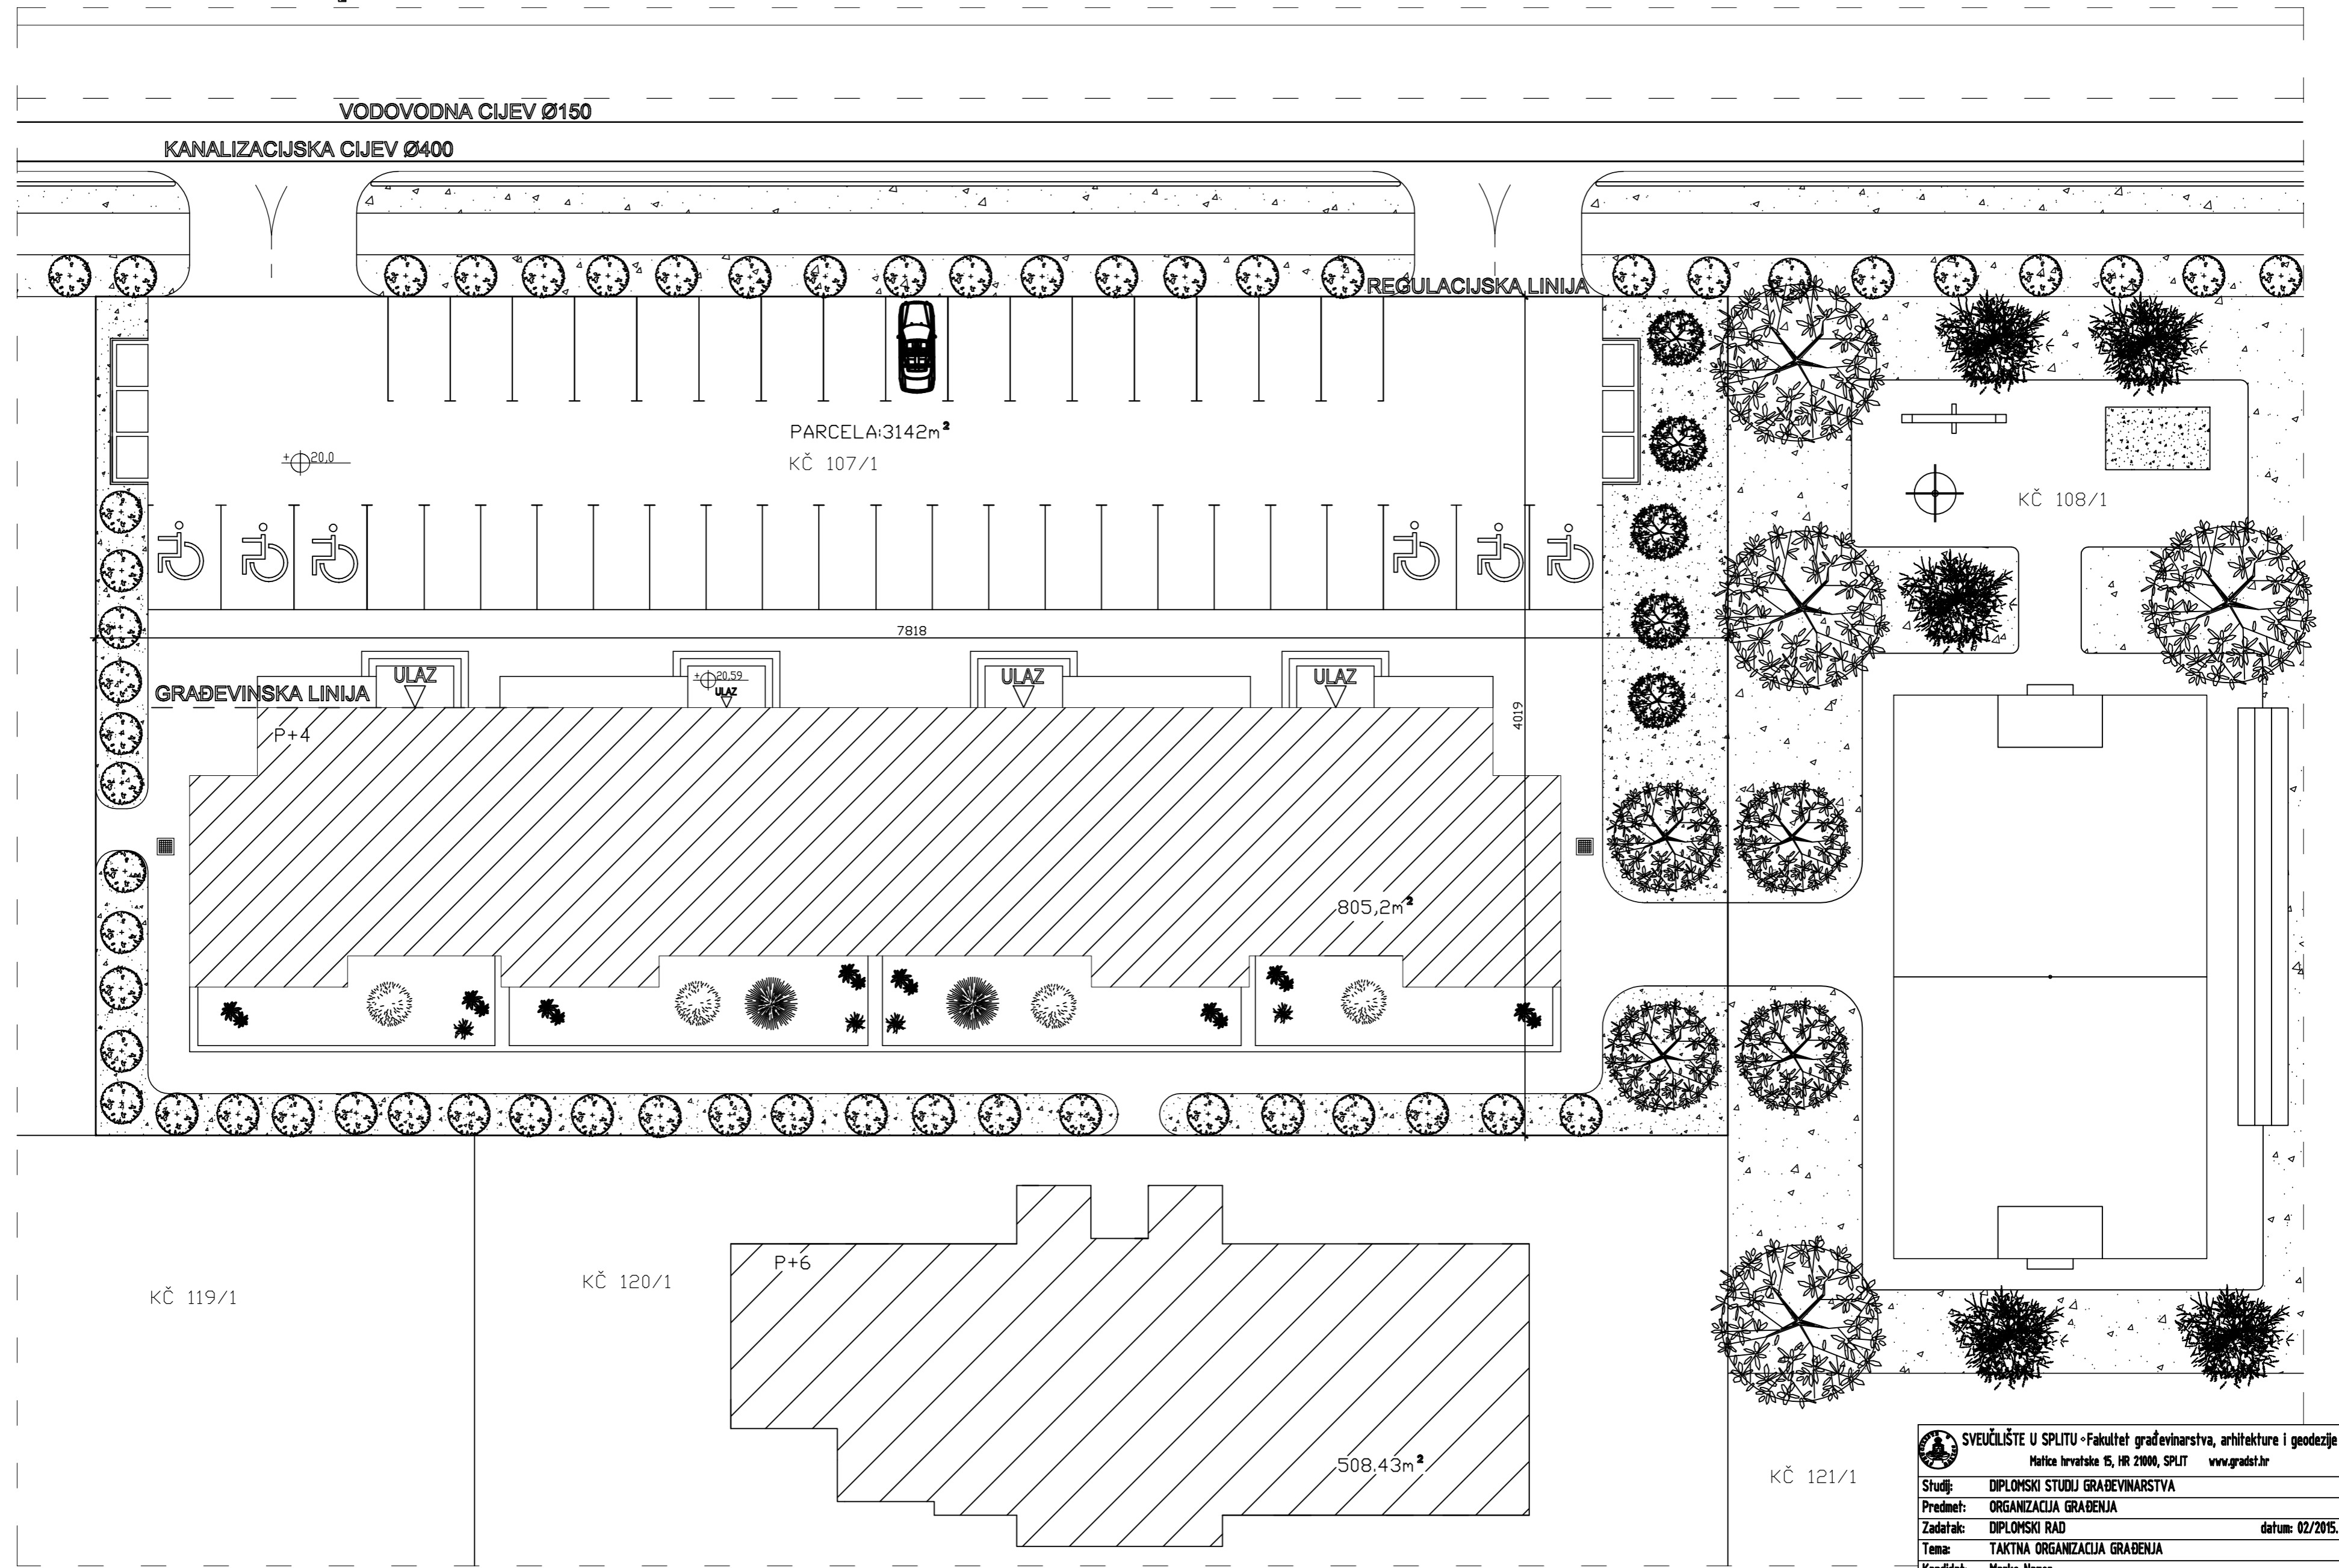 VODOVODNA CIJEV Ø150
KANALIZACIJSKA CIJEV Ø400
REGULACIJSKA LINIJA
PARCELA:3142m²
KČ 107/1
+20,0
KČ 108/1
7818
ULAZ
+20,59
ULAZ
ULAZ
ULAZ
GRAĐEVINSKA LINIJA
4019
P+4
805,2m²
P+6
KČ 120/1
KČ 119/1
508.43m²
KČ 121/1
SVEUČILIŠTE U SPLITU ∘ Fakultet građevinarstva, arhitekture i geodezije
Matice hrvatske 15, HR 21000, SPLIT www.gradst.hr
Studij: DIPLOMSKI STUDIJ GRAĐEVINARSTVA
Predmet: ORGANIZACIJA GRAĐENJA
Zadatak: DIPLOMSKI RAD datum: 02/2015.
Tema: TAKTNA ORGANIZACIJA GRAĐENJA